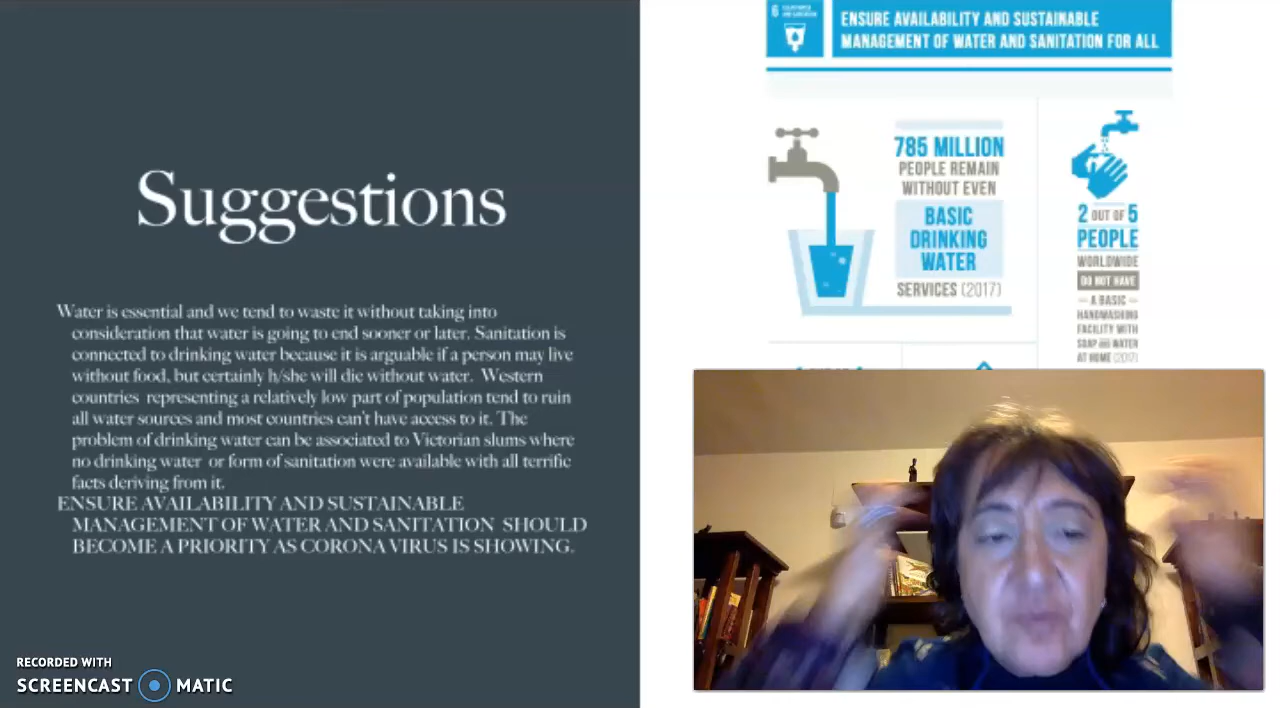 Suggestions
Water is essential and we tend to waste it without taking into
consideration that water is going to end sooner or later. Sanitation is
connected to drinking water because it is arguable if a person may live
without food, but certainly h/she will die without water. Western
countries representing a relatively low part of population tend to ruin
all water sources and most countries can't have access to it. The
problem of drinking water can be associated to Victorian slums where
no drinking water or form of sanitation were available with all terrific
facts deriving from it.
ENSURE AVAILABILITY AND SUSTAINABLE
MANAGEMENT OF WATER AND SANITATION SHOULD
BECOME A PRIORITY AS CORONA VIRUS IS SHOWING.
RECORDED WITH
SCREENCAST MATIC
6
ENSURE AVAILABILITY AND SUSTAINABLE
MANAGEMENT OF WATER AND SANITATION FOR ALL
785 MILLION
PEOPLE REMAIN
WITHOUT EVEN
BASIC
DRINKING
WATER
SERVICES (2017)
2 OUT OF 5
PEOPLE
WORLDWIDE
DO NOT HAVE
A BASIC
HANDWASHING
FACILITY WITH
SOAP AND WATER
AT HOME (2017)